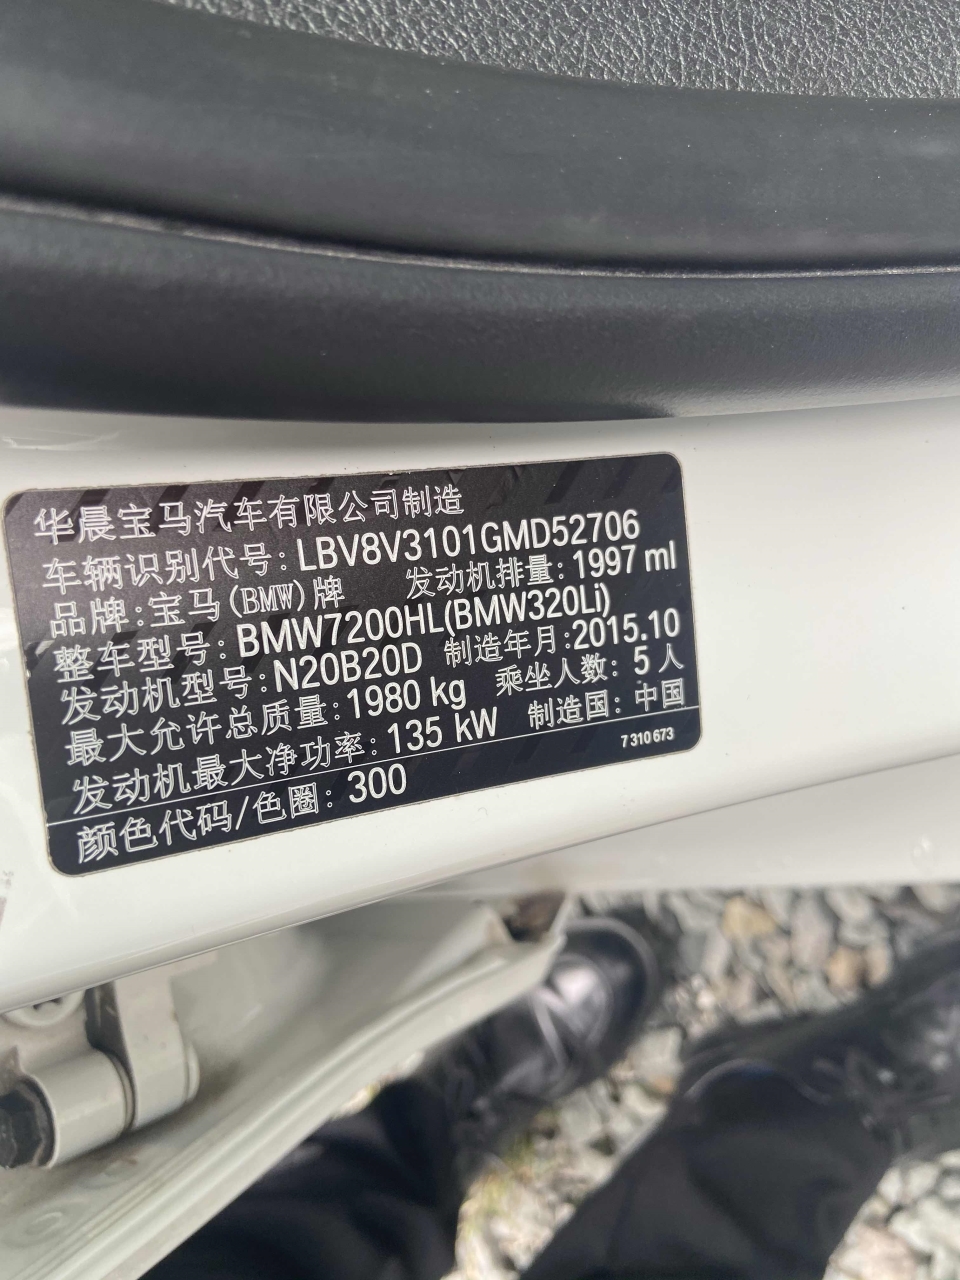 华晨宝马汽车有限公司制造
车辆识别代号: LBV8V3101GMD52706
品牌:宝马(BMW)牌 发动机排量: 1997 ml
整车型号: BMW7200HL(BMW320Li)
发动机型号: N20B20D 制造年月:2015.10
最大允许总质量: 1980 kg 乘坐人数: 5 人
发动机最大净功率: 135 kW 制造国: 中国
颜色代码/色圈: 300 7 310 673